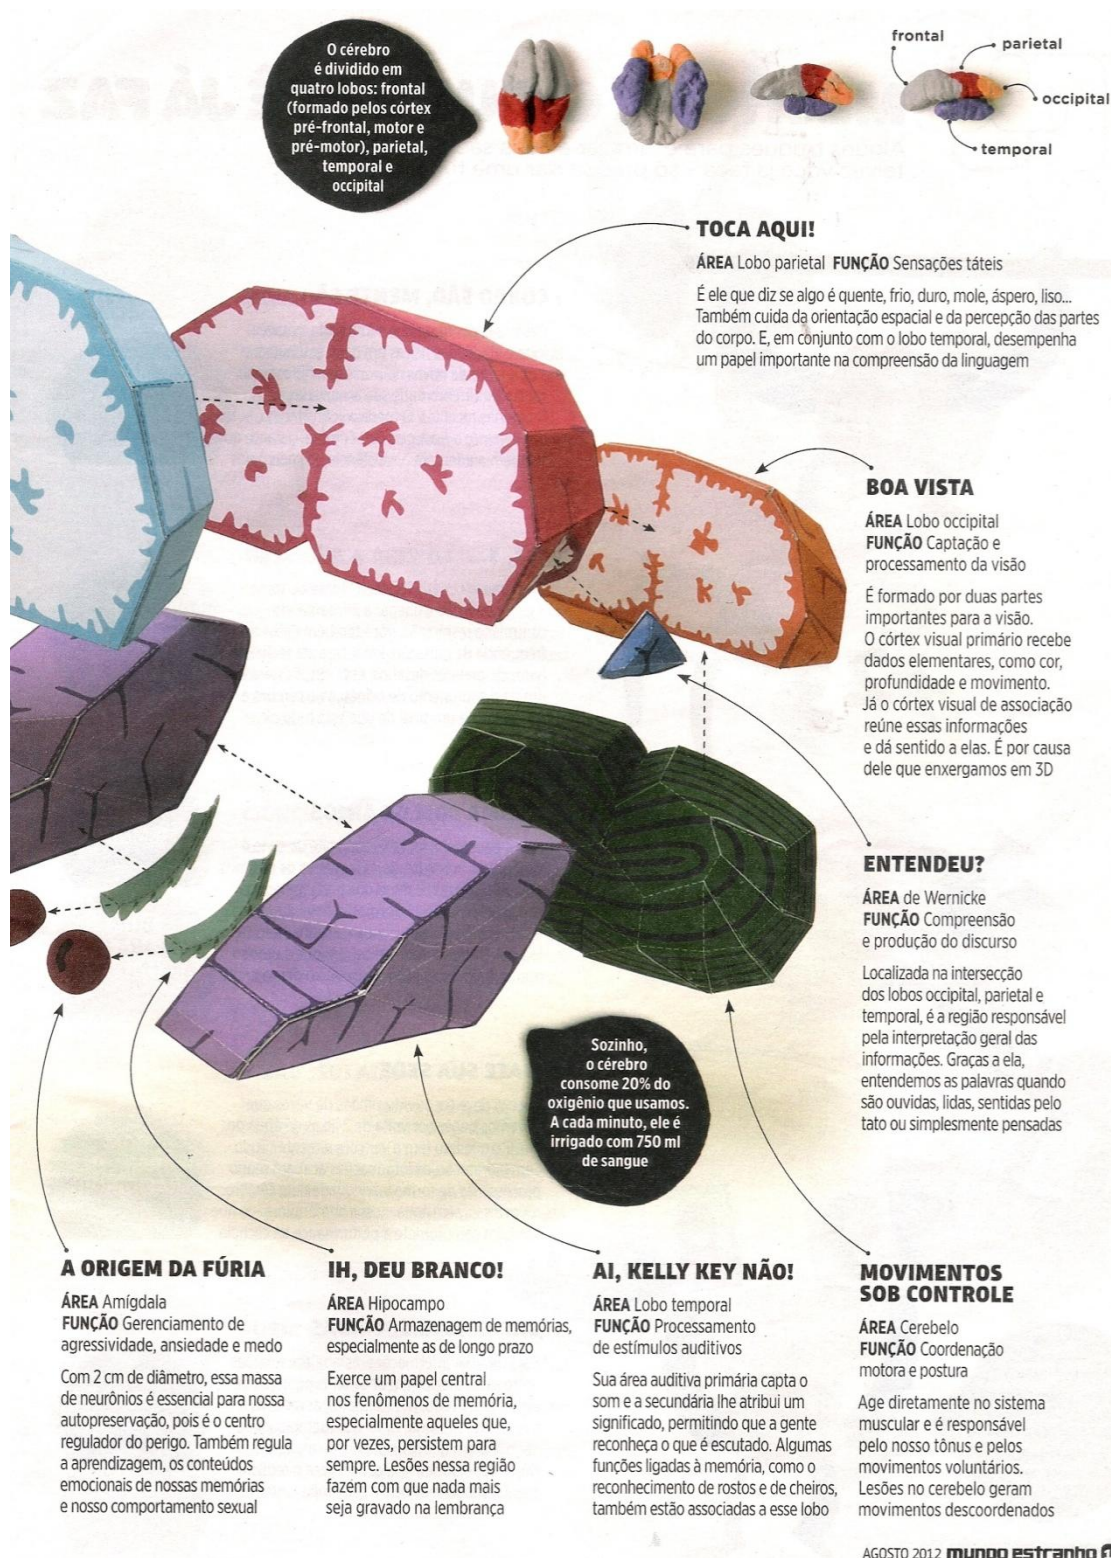 O cérebro
é dividido em
quatro lobos: frontal
(formado pelos córtex
pré-frontal, motor e
pré-motor), parietal,
temporal e
occipital
frontal
parietal
occipital
temporal
TOCA AQUI!
ÁREA Lobo parietal FUNÇÃO Sensações táteis
É ele que diz se algo é quente, frio, duro, mole, áspero, liso...
Também cuida da orientação espacial e da percepção das partes
do corpo. E, em conjunto com o lobo temporal, desempenha
um papel importante na compreensão da linguagem
BOA VISTA
ÁREA Lobo occipital
FUNÇÃO Captação e
processamento da visão
É formado por duas partes
importantes para a visão.
O córtex visual primário recebe
dados elementares, como cor,
profundidade e movimento.
Já o córtex visual de associação
reúne essas informações
e dá sentido a elas. É por causa
dele que enxergamos em 3D
ENTENDEU?
ÁREA de Wernicke
FUNÇÃO Compreensão
e produção do discurso
Localizada na intersecção
dos lobos occipital, parietal e
temporal, é a região responsável
pela interpretação geral das
informações. Graças a ela,
entendemos as palavras quando
são ouvidas, lidas, sentidas pelo
tato ou simplesmente pensadas
Sozinho,
o cérebro
consome 20% do
oxigênio que usamos.
A cada minuto, ele é
irrigado com 750 ml
de sangue
A ORIGEM DA FÚRIA
ÁREA Amígdala
FUNÇÃO Gerenciamento de
agressividade, ansiedade e medo
Com 2 cm de diâmetro, essa massa
de neurônios é essencial para nossa
autopreservação, pois é o centro
regulador do perigo. Também regula
a aprendizagem, os conteúdos
emocionais de nossas memórias
e nosso comportamento sexual
IH, DEU BRANCO!
ÁREA Hipocampo
FUNÇÃO Armazenagem de memórias,
especialmente as de longo prazo
Exerce um papel central
nos fenômenos de memória,
especialmente aqueles que,
por vezes, persistem para
sempre. Lesões nessa região
fazem com que nada mais
seja gravado na lembrança
AI, KELLY KEY NÃO!
ÁREA Lobo temporal
FUNÇÃO Processamento
de estímulos auditivos
Sua área auditiva primária capta o
som e a secundária lhe atribui um
significado, permitindo que a gente
reconheça o que é escutado. Algumas
funções ligadas à memória, como o
reconhecimento de rostos e de cheiros,
também estão associadas a esse lobo
MOVIMENTOS
SOB CONTROLE
ÁREA Cerebelo
FUNÇÃO Coordenação
motora e postura
Age diretamente no sistema
muscular e é responsável
pelo nosso tônus e pelos
movimentos voluntários.
Lesões no cerebelo geram
movimentos descoordenados
AGOSTO 2012 mundo estranho